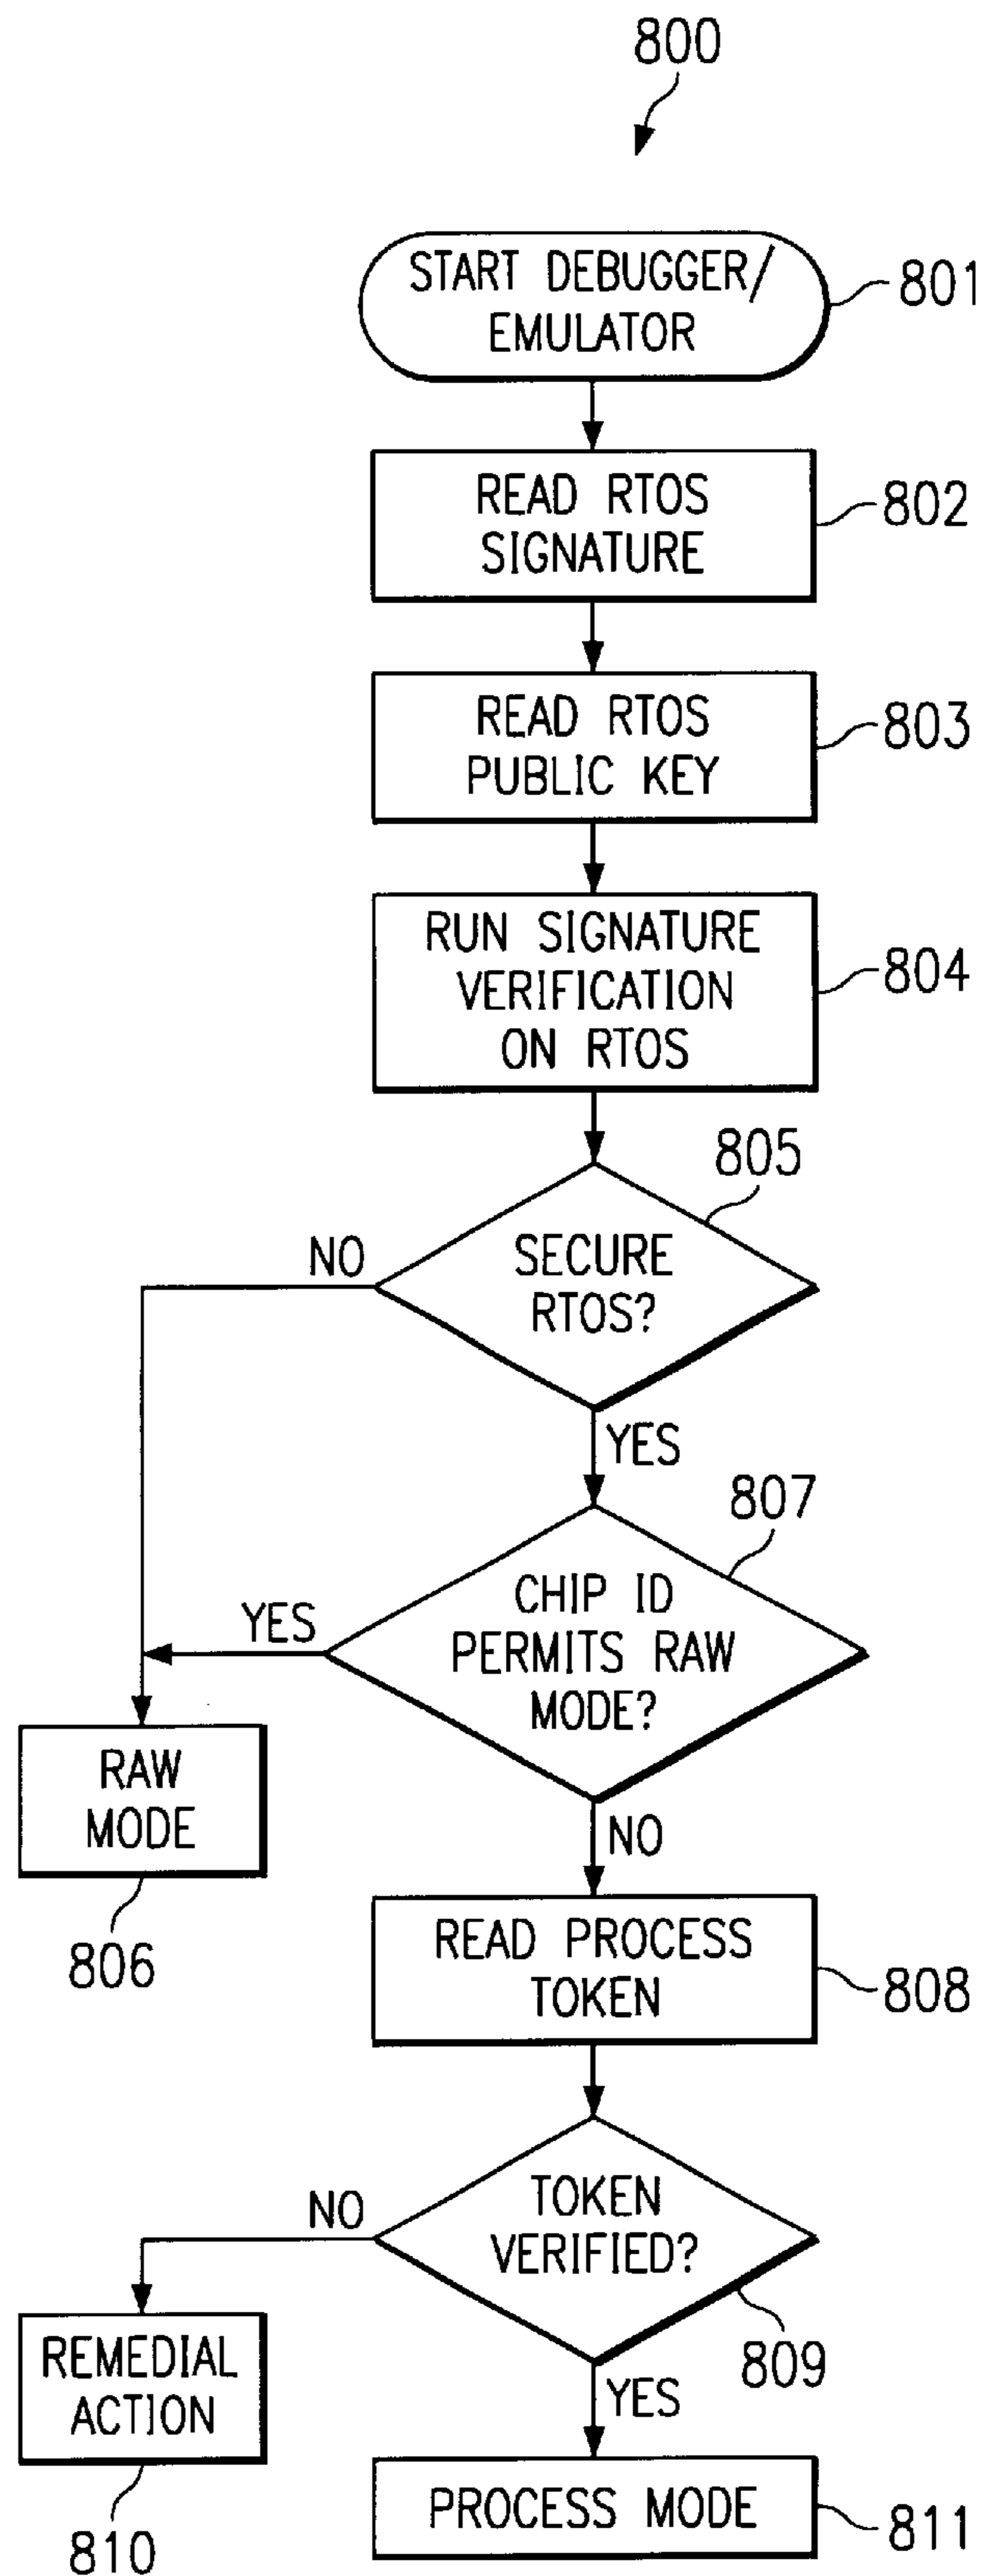 800
START DEBUGGER/
EMULATOR
801
READ RTOS
SIGNATURE
802
READ RTOS
PUBLIC KEY
803
RUN SIGNATURE
VERIFICATION
ON RTOS
804
805
NO
SECURE
RTOS?
YES
807
YES
CHIP ID
PERMITS RAW
MODE?
RAW
MODE
806
NO
READ PROCESS
TOKEN
808
NO
TOKEN
VERIFIED?
809
REMEDIAL
ACTION
810
YES
PROCESS MODE
811